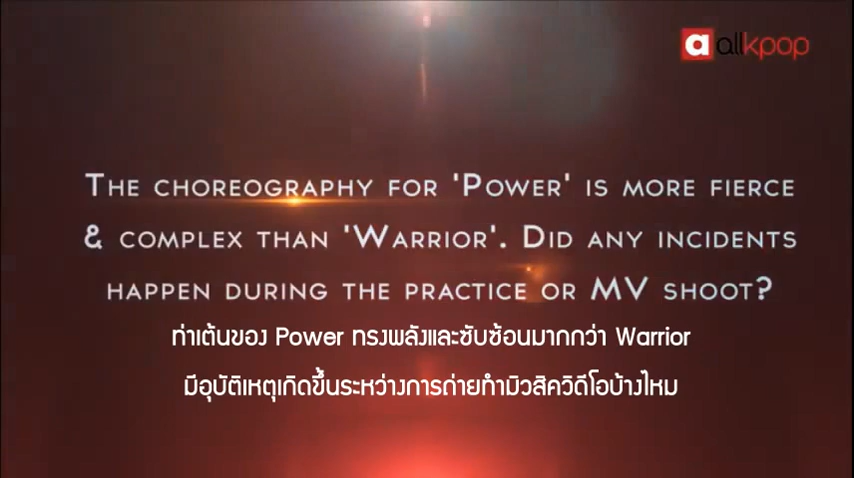 a allkpop
THE CHOREOGRAPHY FOR 'POWER' IS MORE FIERCE
& COMPLEX THAN 'WARRIOR'. DID ANY INCIDENTS
HAPPEN DURING THE PRACTICE OR MV SHOOT?
ท่าเต้นของ Power ทรงพลังและซับซ้อนมากกว่า Warrior
มีอุบัติเหตุเกิดขึ้นระหว่างการถ่ายทำมิวสิควิดีโอบ้างไหม